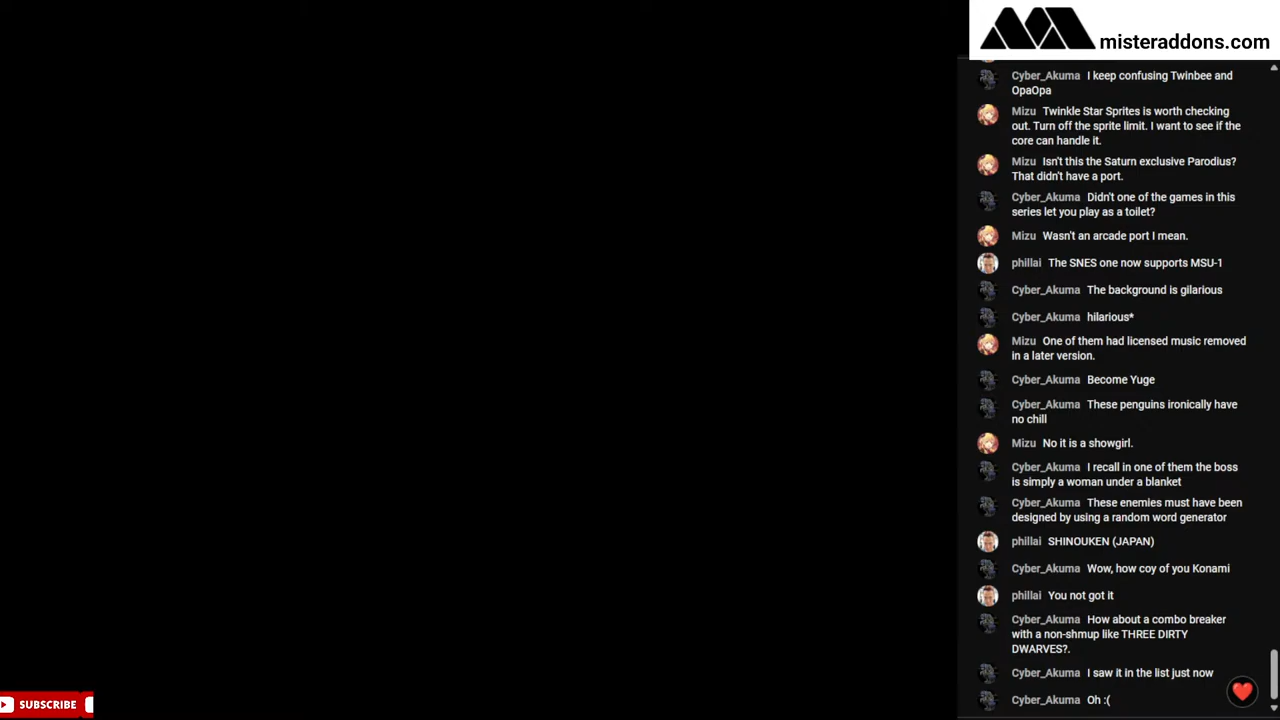 misteraddons.com
Cyber_Akuma I keep confusing Twinbee and
OpaOpa
Mizu Twinkle Star Sprites is worth checking
out. Turn off the sprite limit. I want to see if the
core can handle it.
Mizu Isn't this the Saturn exclusive Parodius?
That didn't have a port.
Cyber_Akuma Didn't one of the games in this
series let you play as a toilet?
Mizu Wasn't an arcade port I mean.
phillai The SNES one now supports MSU-1
Cyber_Akuma The background is gilarious
Cyber_Akuma hilarious*
Mizu One of them had licensed music removed
in a later version.
Cyber_Akuma Become Yuge
Cyber_Akuma These penguins ironically have
no chill
Mizu No it is a showgirl.
Cyber_Akuma I recall in one of them the boss
is simply a woman under a blanket
Cyber_Akuma These enemies must have been
designed by using a random word generator
phillai SHINOUKEN (JAPAN)
Cyber_Akuma Wow, how coy of you Konami
phillai You not got it
Cyber_Akuma How about a combo breaker
with a non-shmup like THREE DIRTY
DWARVES?.
Cyber_Akuma I saw it in the list just now
Cyber_Akuma Oh :(
SUBSCRIBE